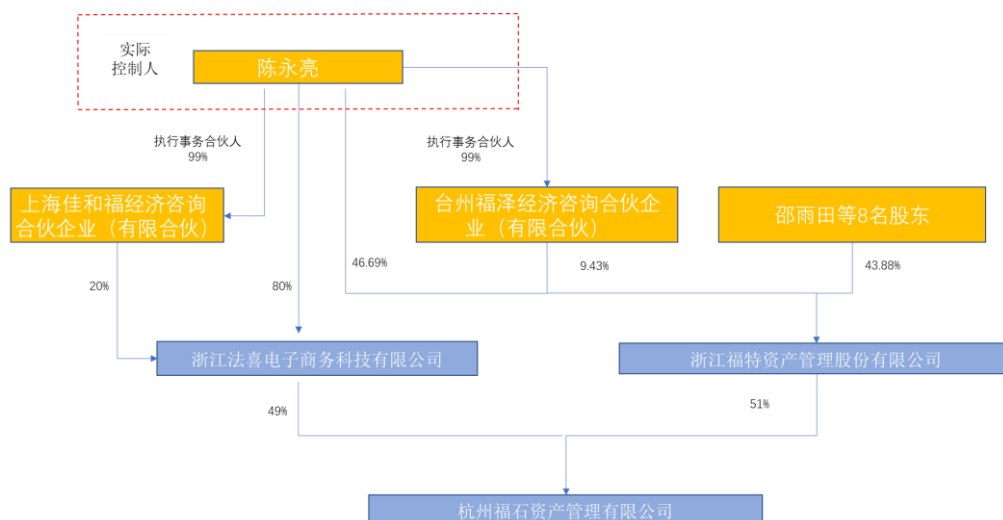 实际
控制人
陈永亮
执行事务合伙人
99%
执行事务合伙人
99%
上海佳和福经济咨询
合伙企业（有限合伙）
台州福泽经济咨询合伙企
业（有限合伙）
邵雨田等8名股东
46.69%
9.43%
43.88%
20%
80%
浙江法喜电子商务科技有限公司
浙江福特资产管理股份有限公司
49%
51%
杭州福石资产管理有限公司